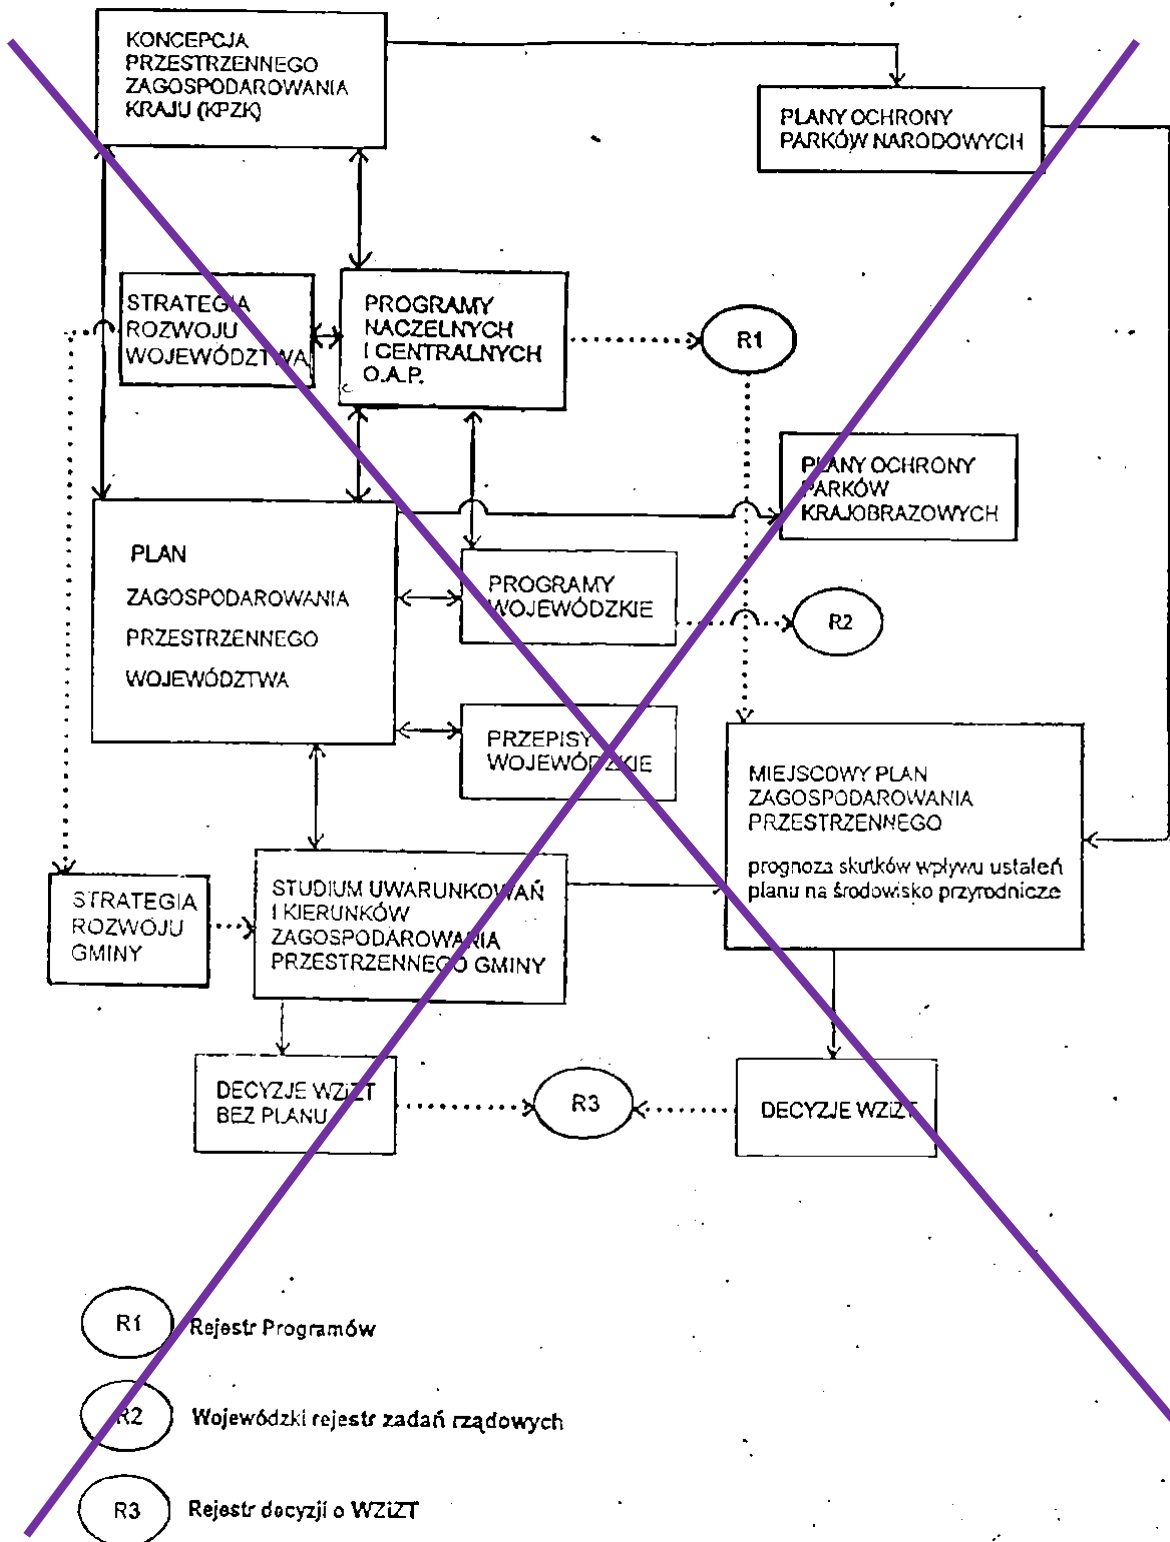 KONCEPCJA
PRZESTRZENNEGO
ZAGOSPODAROWANIA
KRAJU (KPZK)
PLANY OCHRONY
PARKÓW NARODOWYCH
STRATEGIA
ROZWOJU
WOJEWÓDZTWA
PROGRAMY
NACZELNYCH
I CENTRALNYCH
O.A.P.
R1
PLANY OCHRONY
PARKÓW
KRAJOBRAZOWYCH
PLAN
ZAGOSPODAROWANIA
PRZESTRZENNEGO
WOJEWÓDZTWA
PROGRAMY
WOJEWÓDZKIE
R2
PRZEPISY
WOJEWÓDZKIE
MIEJSCOWY PLAN
ZAGOSPODAROWANIA
PRZESTRZENNEGO
prognoza skutków wpływu ustaleń
planu na środowisko przyrodnicze
STRATEGIA
ROZWOJU
GMINY
STUDIUM UWARUNKOWAŃ
I KIERUNKÓW
ZAGOSPODAROWANIA
PRZESTRZENNEGO GMINY
DECYZJE WZiZT
BEZ PLANU
R3
DECYZJE WZiZT
R1 Rejestr Programów
R2 Wojewódzki rejestr zadań rządowych
R3 Rejestr decyzji o WZiZT